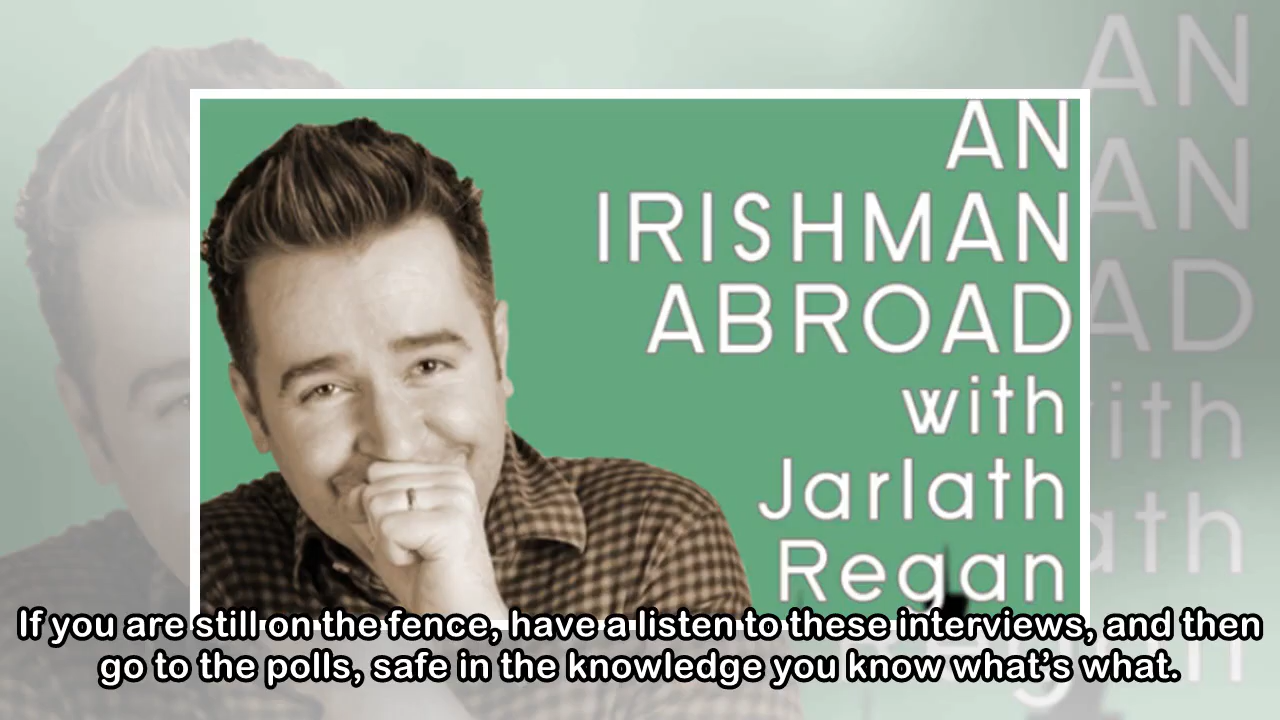 AN
IRISHMAN
ABROAD
with
Jarlath
Regan
If you are still on the fence, have a listen to these interviews, and then
go to the polls, safe in the knowledge you know what’s what.